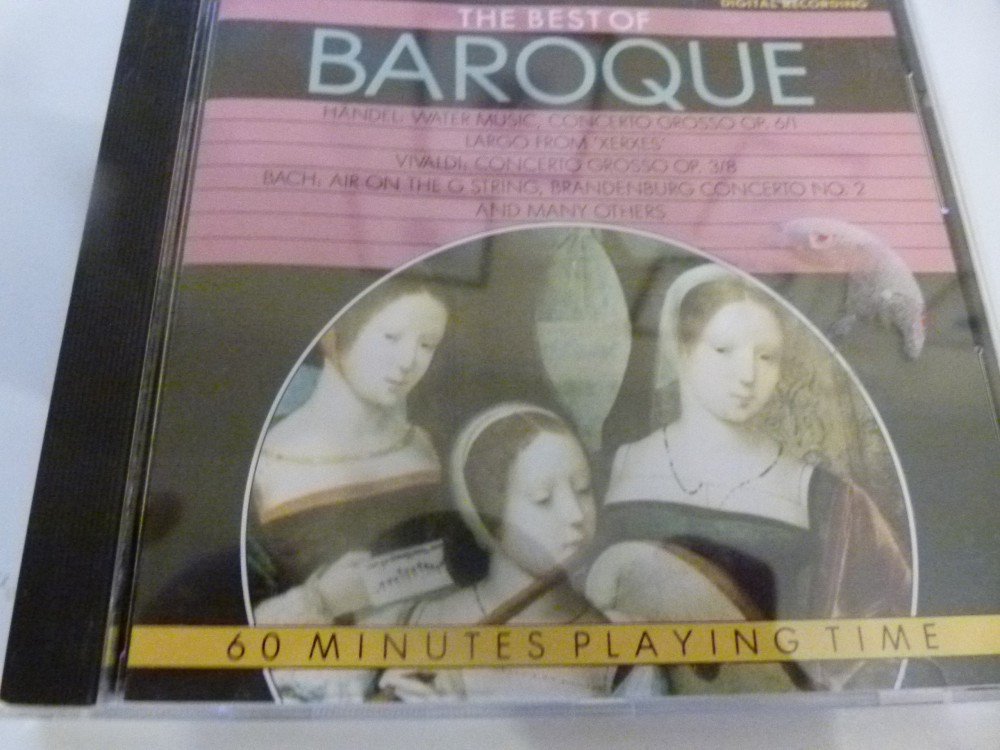 DIGITAL RECORDING
THE BEST OF
BAROQUE
HÄNDEL: WATER MUSIC, CONCERTO GROSSO OP. 6/1
LARGO FROM 'XERXES'
VIVALDI: CONCERTO GROSSO OP. 3/8
BACH: AIR ON THE G STRING, BRANDENBURG CONCERTO NO. 2
AND MANY OTHERS
60 MINUTES PLAYING TIME